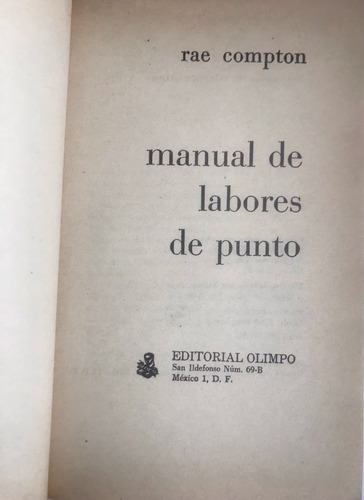 rae compton
manual de
labores
de punto
EDITORIAL OLIMPO
San Ildefonso Núm. 69-B
México 1, D. F.